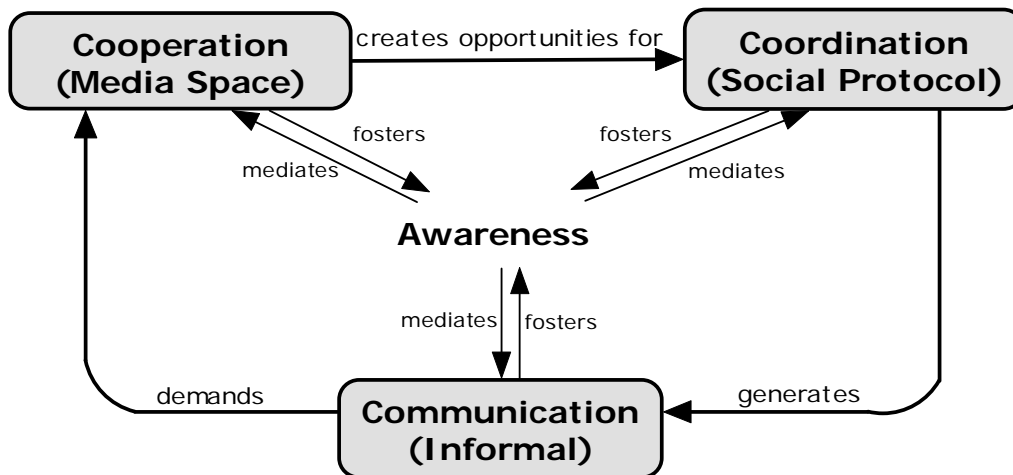 Cooperation
(Media Space)
creates opportunities for
Coordination
(Social Protocol)
fosters
mediates
fosters
mediates
Awareness
mediates
fosters
demands
generates
Communication
(Informal)